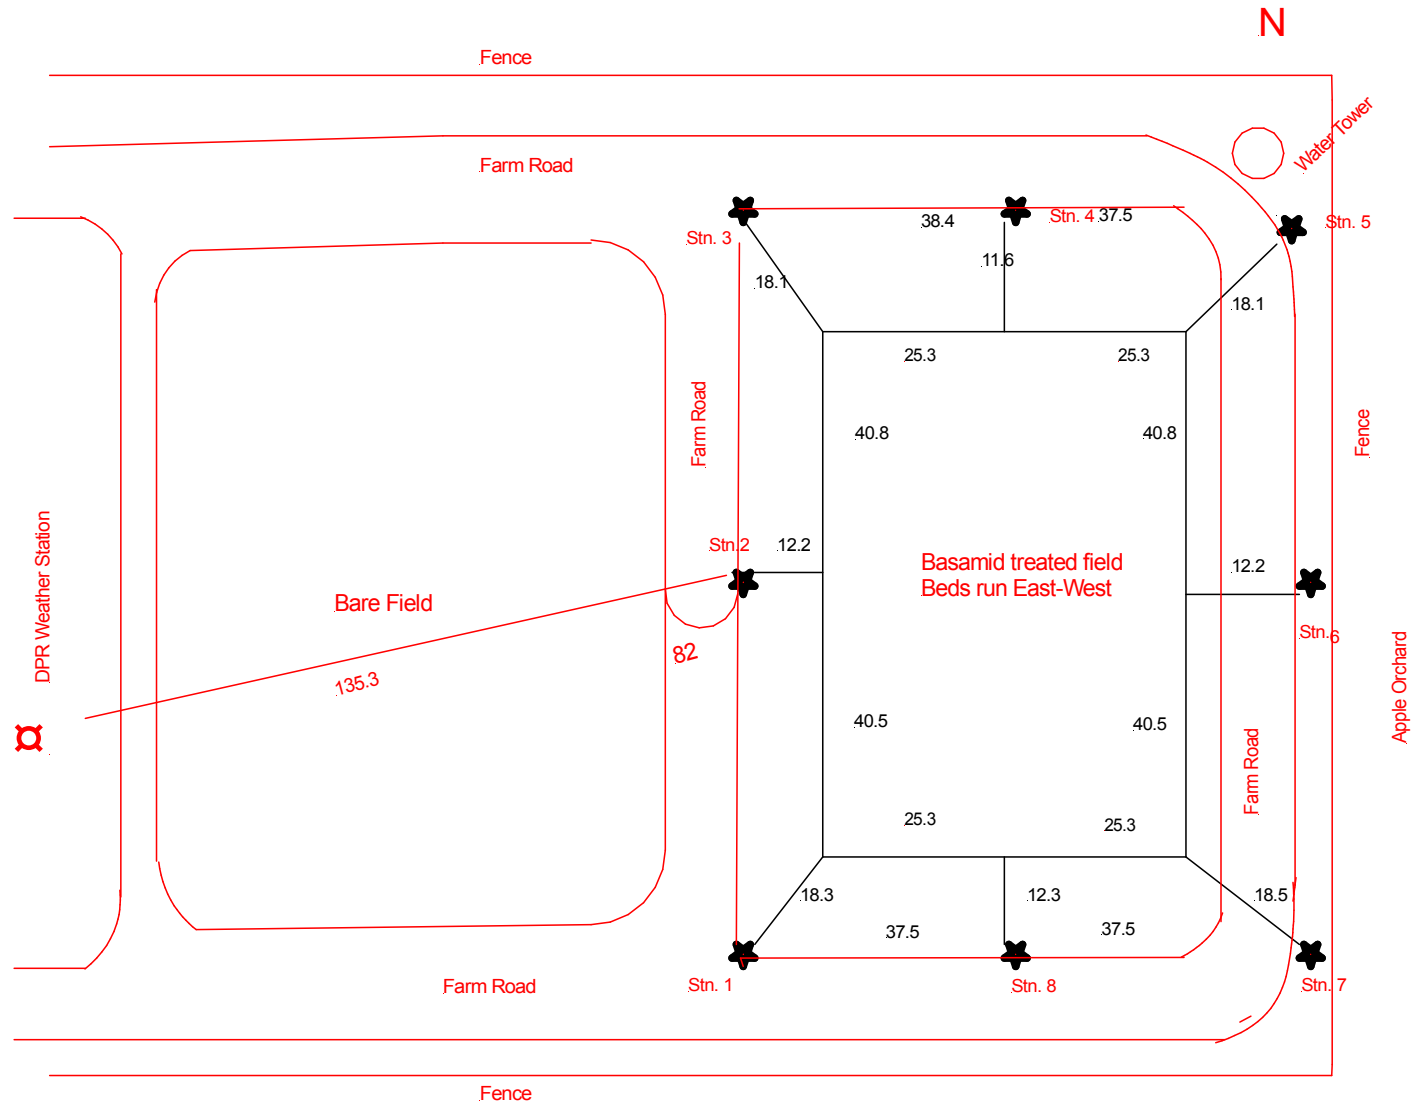 N
Fence
Water Tower
Farm Road
Stn. 3
38.4
Stn. 4
37.5
Stn. 5
18.1
11.6
18.1
25.3
25.3
Farm Road
40.8
40.8
Fence
DPR Weather Station
Stn.2
12.2
Basamid treated field
Beds run East-West
12.2
Bare Field
Stn.6
82
135.3
40.5
40.5
Apple Orchard
Farm Road
25.3
25.3
18.3
12.3
18.5
37.5
37.5
Farm Road
Stn. 1
Stn. 8
Stn. 7
Fence